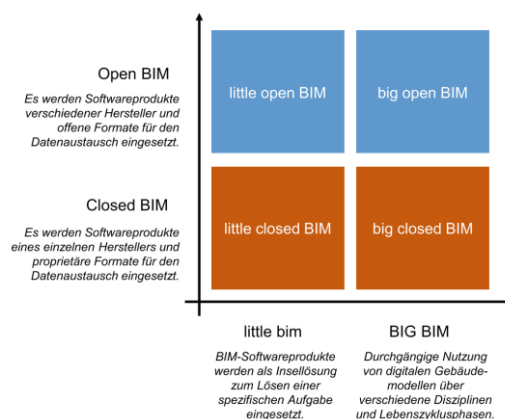 Open BIM
Es werden Softwareprodukte
verschiedener Hersteller und
offene Formate für den
Datenaustausch eingesetzt.
little open BIM
big open BIM
Closed BIM
Es werden Softwareprodukte
eines einzelnen Herstellers und
proprietäre Formate für den
Datenaustausch eingesetzt.
little closed BIM
big closed BIM
little bim
BIM-Softwareprodukte
werden als Insellösung
zum Lösen einer
spezifischen Aufgabe
eingesetzt.
BIG BIM
Durchgängige Nutzung
von digitalen Gebäude-
modellen über
verschiedene Disziplinen
und Lebenszyklusphasen.